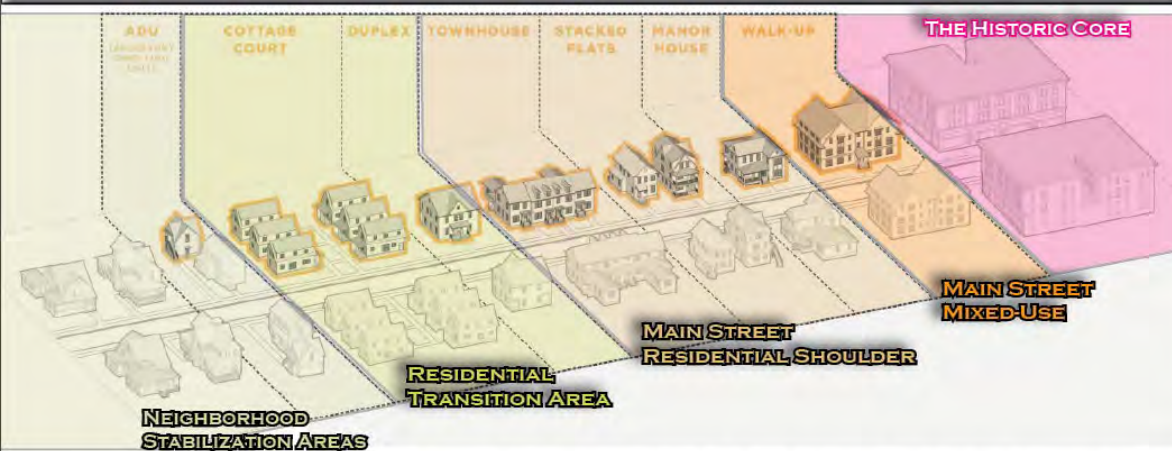 ADU
COTTAGE
COURT
DUPLEX
TOWNHOUSE
STACKED
FLATS
MANOR
HOUSE
WALK-UP
THE HISTORIC CORE
MAIN STREET
MIXED-USE
MAIN STREET
RESIDENTIAL SHOULDER
RESIDENTIAL
TRANSITION AREA
NEIGHBORHOOD
STABILIZATION AREAS